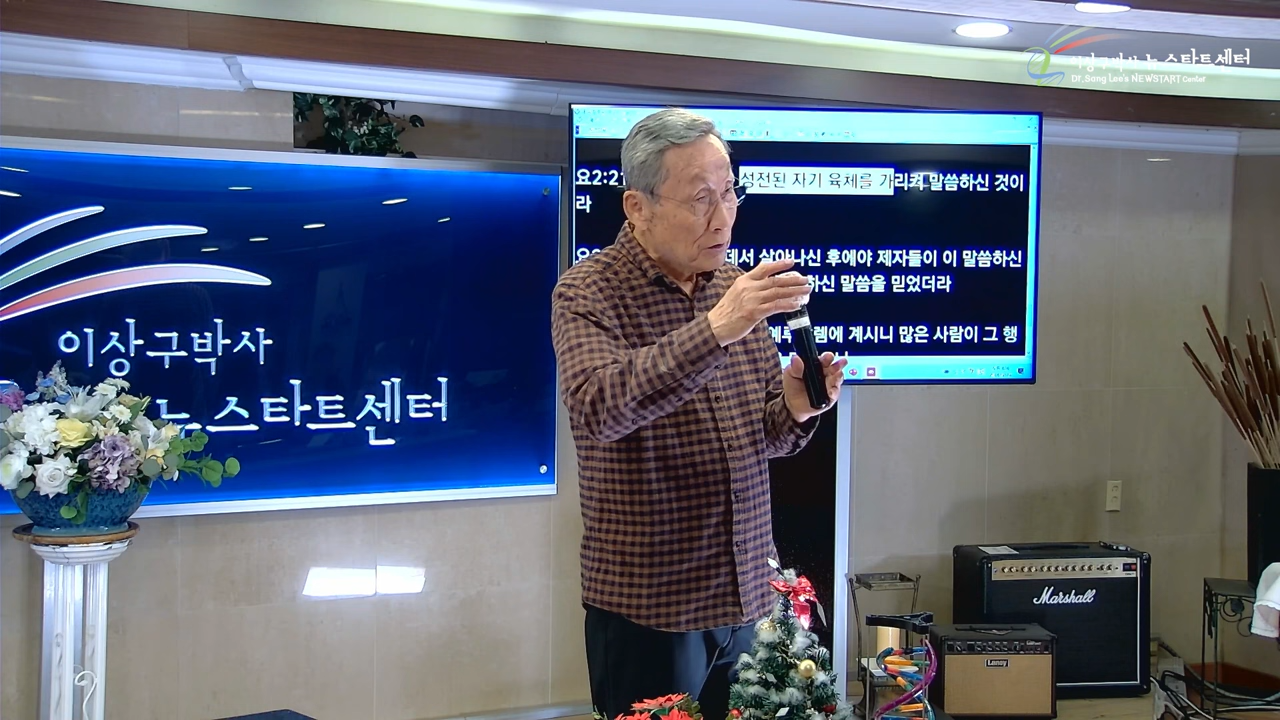 이상구박사 뉴스타트센터
Dr. Sang Lee's NEWSTART Center
요2:21
성전된 자기 육체를 가리켜 말씀하신 것이
라
살아나신 후에야 제자들이 이 말씀하신
하신 말씀을 믿었더라
계시니 많은 사람이 그 행
이상구박사
뉴스타트센터
Marshall
Laney